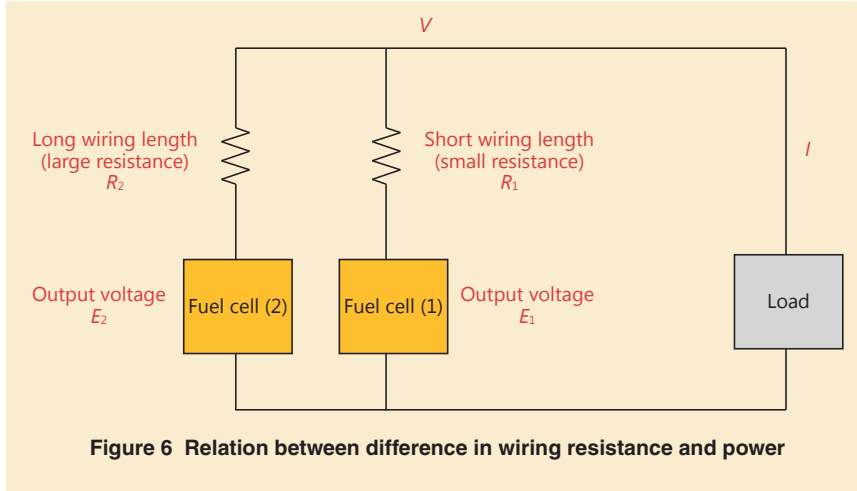 V
Long wiring length
(large resistance)
R₂
Short wiring length
(small resistance)
R₁
I
Output voltage
E₂
Fuel cell (2)
Fuel cell (1)
Output voltage
E₁
Load
Figure 6 Relation between difference in wiring resistance and power